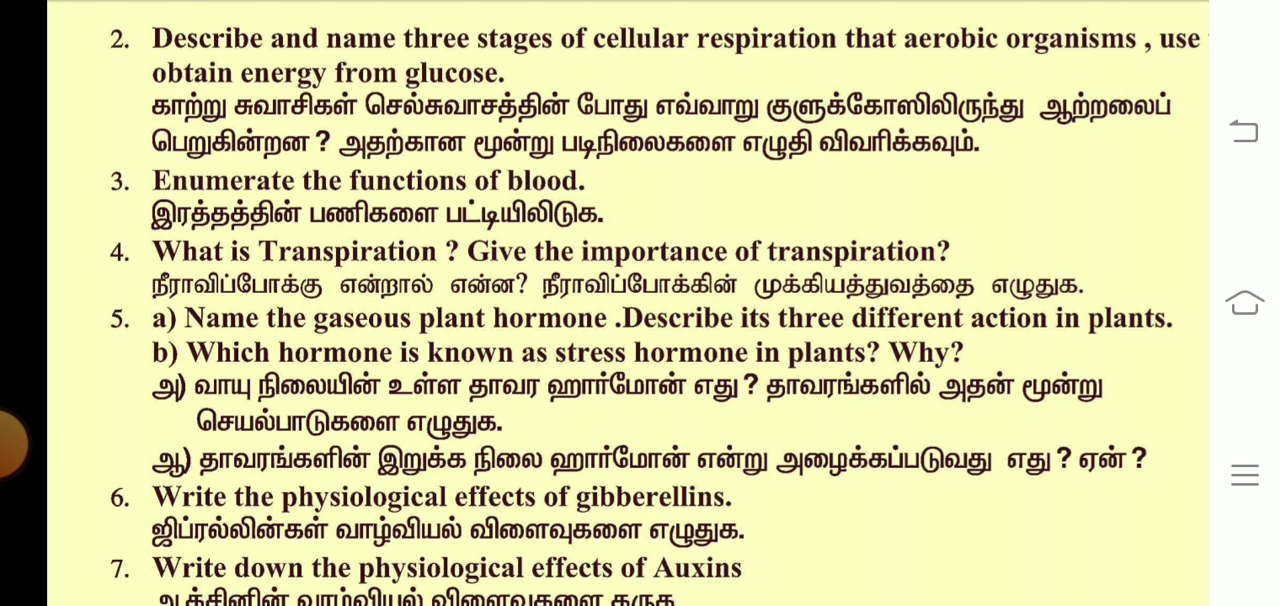 2. Describe and name three stages of cellular respiration that aerobic organisms , use
obtain energy from glucose.
காற்று சுவாசிகள் செல்சுவாசத்தின் போது எவ்வாறு குளுக்கோஸிலிருந்து ஆற்றலைப்
பெறுகின்றன ? அதற்கான மூன்று படிநிலைகளை எழுதி விவரிக்கவும்.
3. Enumerate the functions of blood.
இரத்தத்தின் பணிகளை பட்டியிலிடுக.
4. What is Transpiration ? Give the importance of transpiration?
நீராவிப்போக்கு என்றால் என்ன? நீராவிப்போக்கின் முக்கியத்துவத்தை எழுதுக.
5. a) Name the gaseous plant hormone .Describe its three different action in plants.
b) Which hormone is known as stress hormone in plants? Why?
அ) வாயு நிலையின் உள்ள தாவர ஹார்மோன் எது ? தாவரங்களில் அதன் மூன்று
செயல்பாடுகளை எழுதுக.
ஆ) தாவரங்களின் இறுக்க நிலை ஹார்மோன் என்று அழைக்கப்படுவது எது ? ஏன் ?
6. Write the physiological effects of gibberellins.
ஜிப்ரல்லின்கள் வாழ்வியல் விளைவுகளை எழுதுக.
7. Write down the physiological effects of Auxins
ஆக்சினின் வாழ்வியல் விளைவுகளை தருக